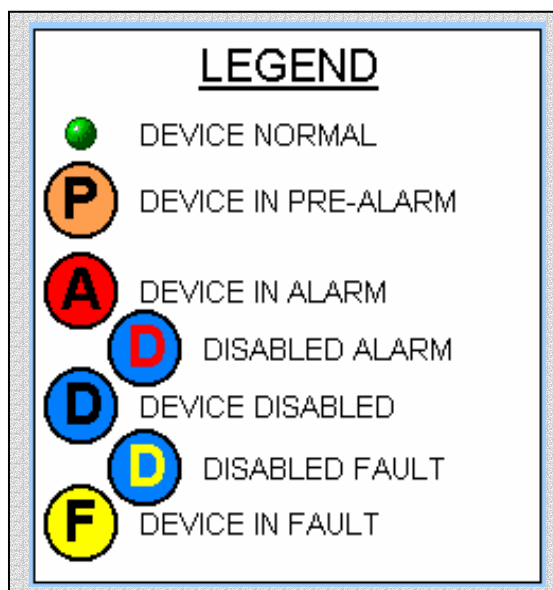 LEGEND
DEVICE NORMAL
P DEVICE IN PRE-ALARM
A DEVICE IN ALARM
D DISABLED ALARM
D DEVICE DISABLED
D DISABLED FAULT
F DEVICE IN FAULT